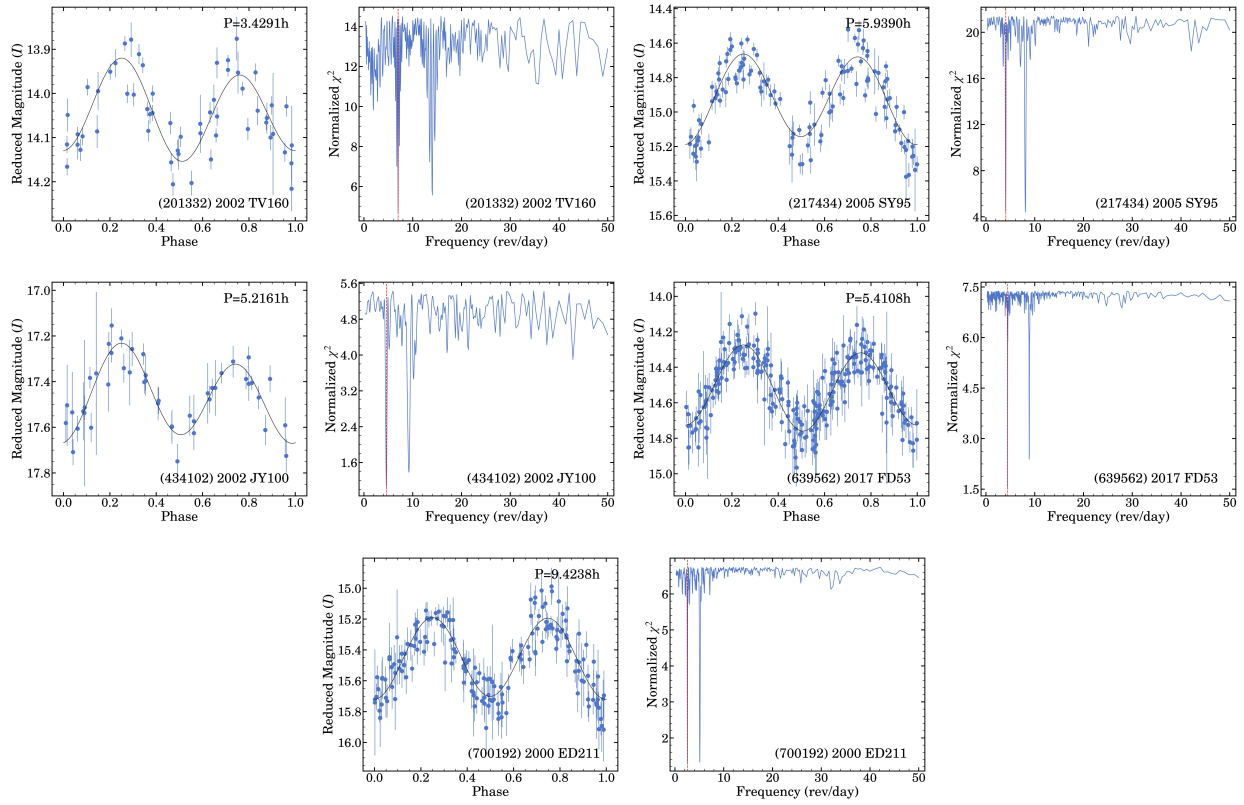 P=3.4291h
13.9
14.0
14.1
14.2
Reduced Magnitude (I)
(201332) 2002 TV160
0.0 0.2 0.4 0.6 0.8 1.0
Phase
14
12
10
8
6
Normalized χ²
(201332) 2002 TV160
0 10 20 30 40 50
Frequency (rev/day)
P=5.9390h
14.4
14.6
14.8
15.0
15.2
15.4
15.6
Reduced Magnitude (I)
(217434) 2005 SY95
0.0 0.2 0.4 0.6 0.8 1.0
Phase
20
16
12
8
4
Normalized χ²
(217434) 2005 SY95
0 10 20 30 40 50
Frequency (rev/day)
P=5.2161h
17.0
17.2
17.4
17.6
17.8
Reduced Magnitude (I)
(434102) 2002 JY100
0.0 0.2 0.4 0.6 0.8 1.0
Phase
5.6
4.8
4.0
3.2
2.4
1.6
Normalized χ²
(434102) 2002 JY100
0 10 20 30 40 50
Frequency (rev/day)
P=5.4108h
14.0
14.2
14.4
14.6
14.8
15.0
Reduced Magnitude (I)
(639562) 2017 FD53
0.0 0.2 0.4 0.6 0.8 1.0
Phase
7.5
6.0
4.5
3.0
1.5
Normalized χ²
(639562) 2017 FD53
0 10 20 30 40 50
Frequency (rev/day)
P=9.4238h
15.0
15.2
15.4
15.6
15.8
16.0
Reduced Magnitude (I)
(700192) 2000 ED211
0.0 0.2 0.4 0.6 0.8 1.0
Phase
6
5
4
3
2
Normalized χ²
(700192) 2000 ED211
0 10 20 30 40 50
Frequency (rev/day)